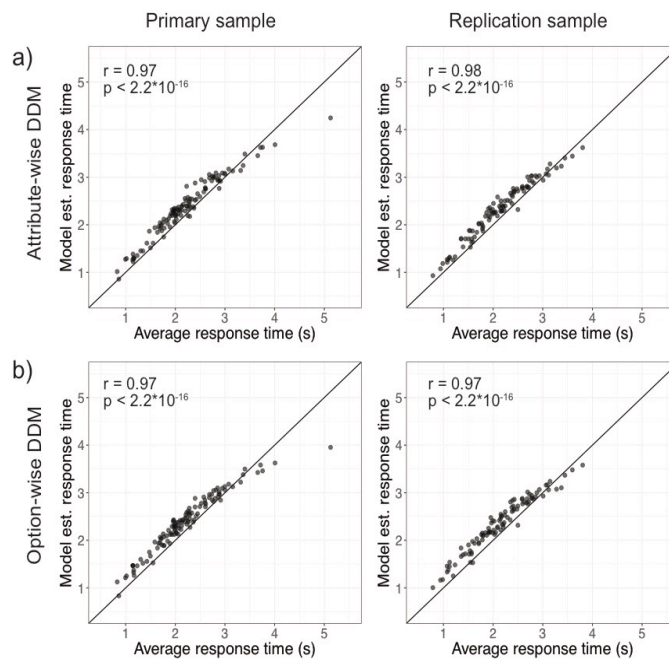 Primary sample
Replication sample
a)
Attribute-wise DDM
Model est. response time
5
4
3
2
1
r = 0.97
p < 2.2*10⁻¹⁶
1 2 3 4 5
Average response time (s)
Model est. response time
5
4
3
2
1
r = 0.98
p < 2.2*10⁻¹⁶
1 2 3 4 5
Average response time (s)
b)
Option-wise DDM
Model est. response time
5
4
3
2
1
r = 0.97
p < 2.2*10⁻¹⁶
1 2 3 4 5
Average response time (s)
Model est. response time
5
4
3
2
1
r = 0.97
p < 2.2*10⁻¹⁶
1 2 3 4 5
Average response time (s)